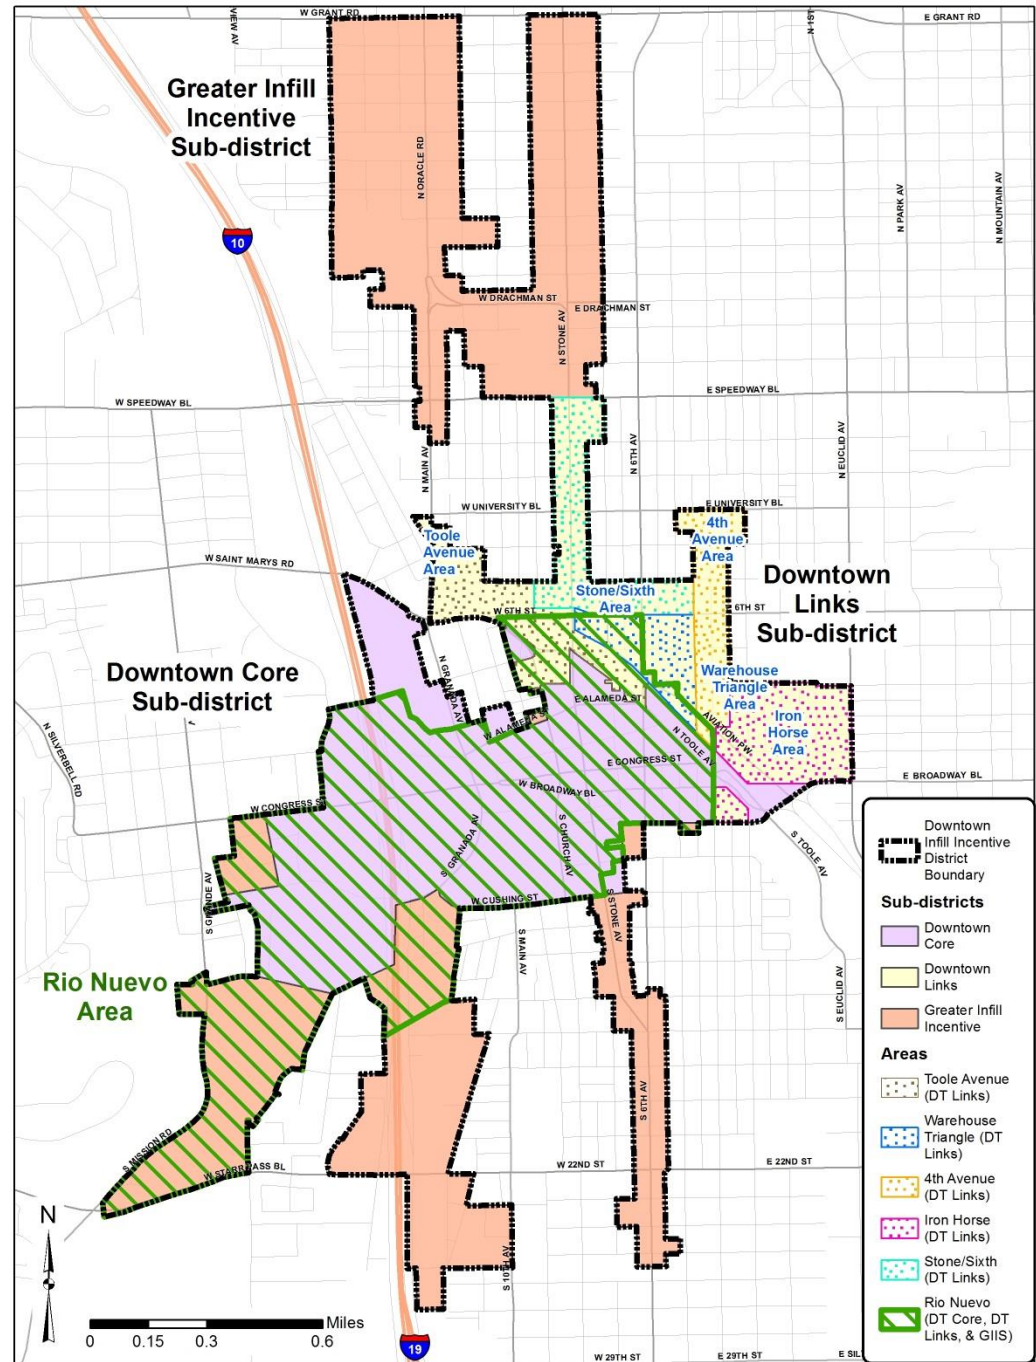 W GRANT RD
E GRANT RD
VIEW AV
N 1ST
Greater Infill
Incentive
Sub-district
N ORACLE RD
N PARK AV
N MOUNTAIN AV
10
W DRACHMAN ST
E DRACHMAN ST
N STONE AV
W SPEEDWAY BL
E SPEEDWAY BL
N MAIN AV
N 6TH AV
N EUCLID AV
W UNIVERSITY BL
E UNIVERSITY BL
4th
Avenue
Area
Toole
Avenue
Area
W SAINT MARYS RD
Downtown
Links
Sub-district
Stone/Sixth
Area
W 6TH ST
6TH ST
Downtown Core
Sub-district
N GRANADA AV
Warehouse
Triangle
Area
E ALAMEDA ST
W ALAMEDA S
Iron
Horse
Area
AVIATION PW
N TOOLE AV
N SILVERBELL RD
E CONGRESS ST
E BROADWAY BL
W BROADWAY BL
W CONGRESS S
S GRANADA AV
S CHURCH AV
S TOOLE AV
S GRANDE AV
W CUSHING ST
S STONE AV
S MAIN AV
Rio Nuevo
Area
S EUCLID AV
S 6TH AV
S MISSION RD
W STARR PASS BL
W 22ND ST
E 22ND ST
S 10TH AV
N
0 0.15 0.3 0.6 Miles
19
W 29TH ST
E 29TH ST
E SIL
Downtown
Infill Incentive
District
Boundary
Sub-districts
Downtown
Core
Downtown
Links
Greater Infill
Incentive
Areas
Toole Avenue
(DT Links)
Warehouse
Triangle (DT
Links)
4th Avenue
(DT Links)
Iron Horse
(DT Links)
Stone/Sixth
(DT Links)
Rio Nuevo
(DT Core, DT
Links, & GIIS)